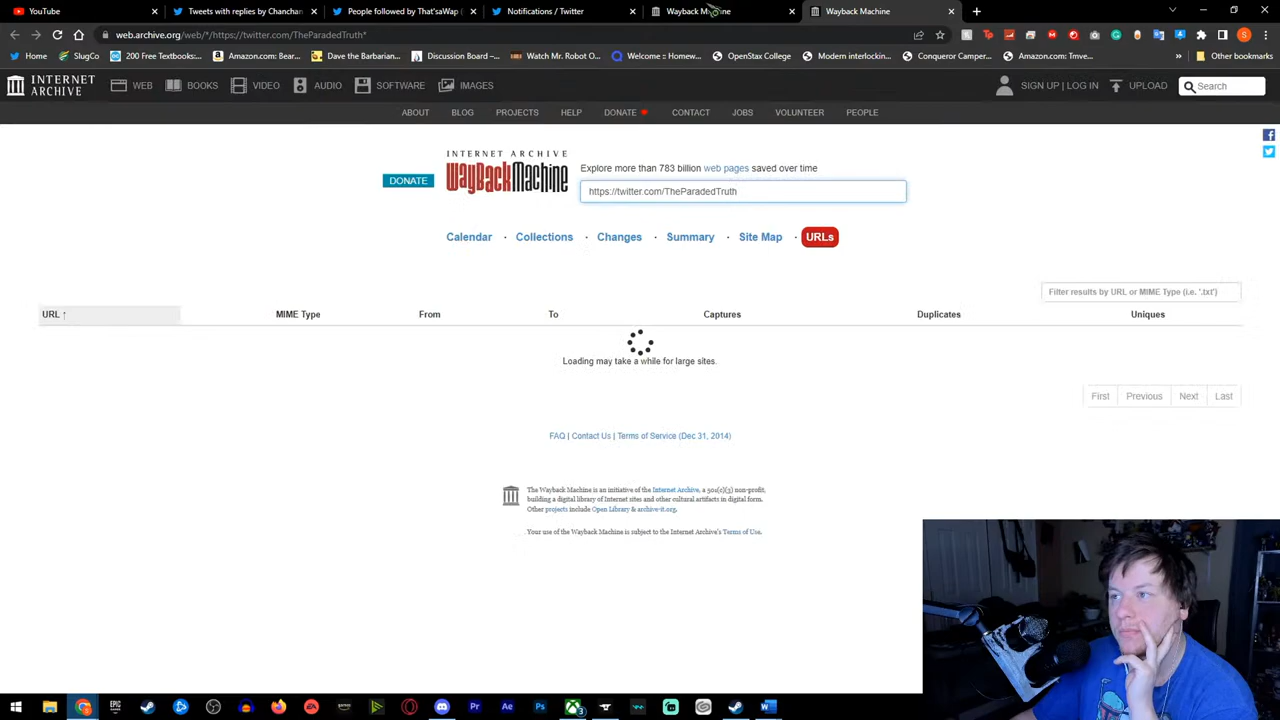 YouTube
Tweets with replies by Chanchan
People followed by That'saWap (
Notifications / Twitter
Wayback Machine
Wayback Machine
web.archive.org/web/*/https://twitter.com/TheParadedTruth*
Home
SlugCo
200 Free Textbooks:...
Amazon.com: Bear...
Dave the Barbarian...
Discussion Board –...
Watch Mr. Robot O...
Welcome :: Homew...
OpenStax College
Modern interlockin...
Conqueror Camper...
Amazon.com: Tnve...
»
Other bookmarks
INTERNET ARCHIVE
WEB
BOOKS
VIDEO
AUDIO
SOFTWARE
IMAGES
SIGN UP | LOG IN
UPLOAD
Search
ABOUT
BLOG
PROJECTS
HELP
DONATE
CONTACT
JOBS
VOLUNTEER
PEOPLE
DONATE
INTERNET ARCHIVE
WayBackMachine
Explore more than 783 billion web pages saved over time
https://twitter.com/TheParadedTruth
Calendar · Collections · Changes · Summary · Site Map · URLs
Filter results by URL or MIME Type (i.e. '.txt')
URL ↑
MIME Type
From
To
Captures
Duplicates
Uniques
Loading may take a while for large sites.
First
Previous
Next
Last
FAQ | Contact Us | Terms of Service (Dec 31, 2014)
The Wayback Machine is an initiative of the Internet Archive, a 501(c)(3) non-profit,
building a digital library of Internet sites and other cultural artifacts in digital form.
Other projects include Open Library & archive-it.org.
Your use of the Wayback Machine is subject to the Internet Archive's Terms of Use.